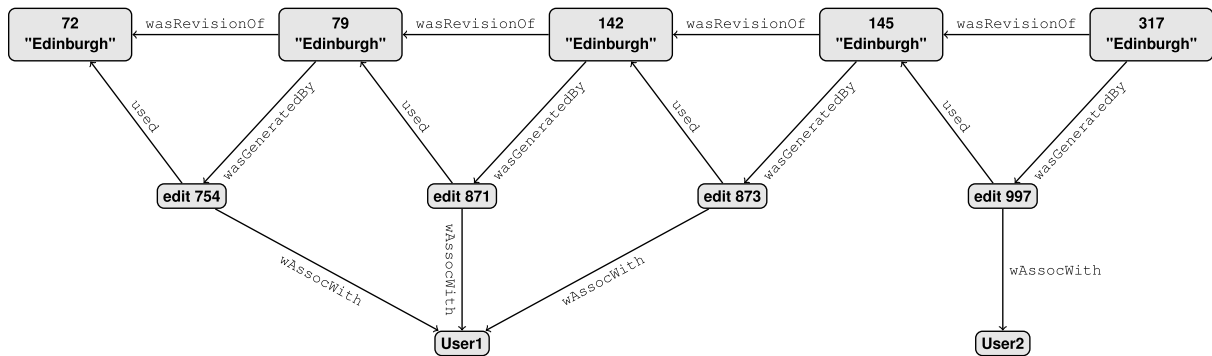 72
"Edinburgh"
wasRevisionOf
79
"Edinburgh"
wasRevisionOf
142
"Edinburgh"
wasRevisionOf
145
"Edinburgh"
wasRevisionOf
317
"Edinburgh"
used
wasGeneratedBy
used
wasGeneratedBy
used
wasGeneratedBy
used
wasGeneratedBy
edit 754
edit 871
edit 873
edit 997
wAssocWith
wAssocWith
wAssocWith
wAssocWith
User1
User2